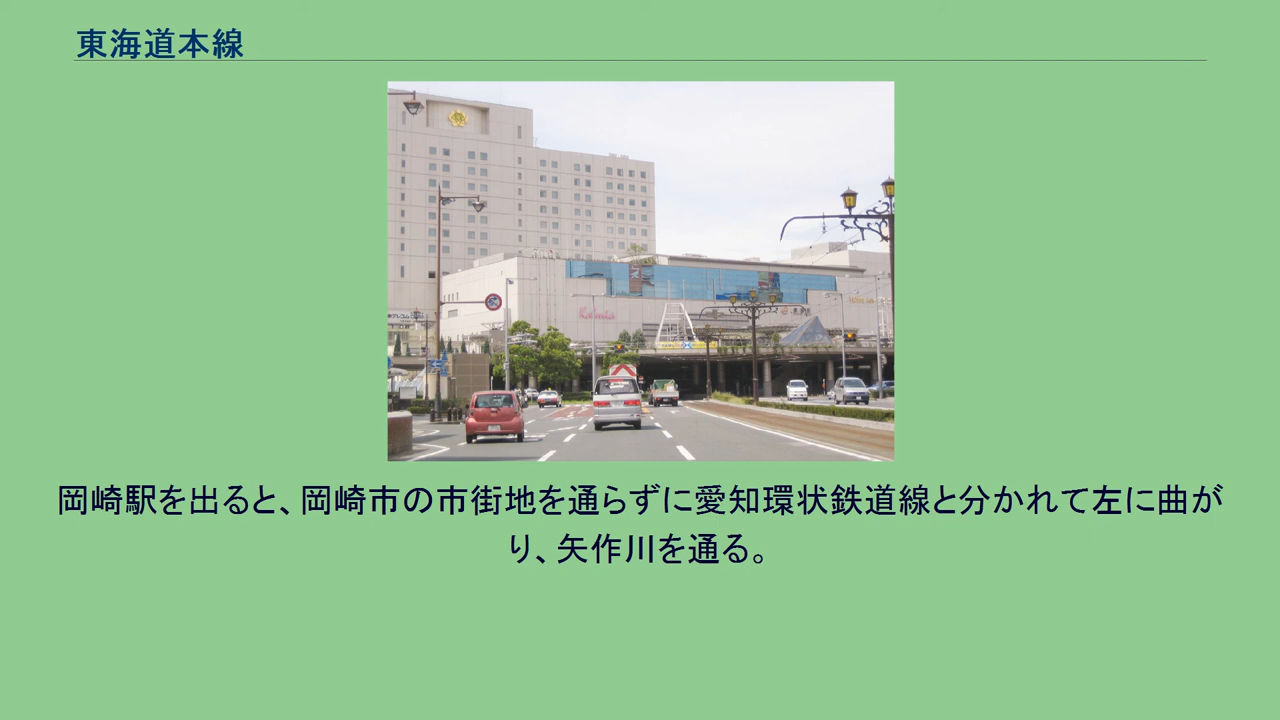 東海道本線
Kalmia
岡崎駅を出ると、岡崎市の市街地を通らずに愛知環状鉄道線と分かれて左に曲が
り、矢作川を通る。